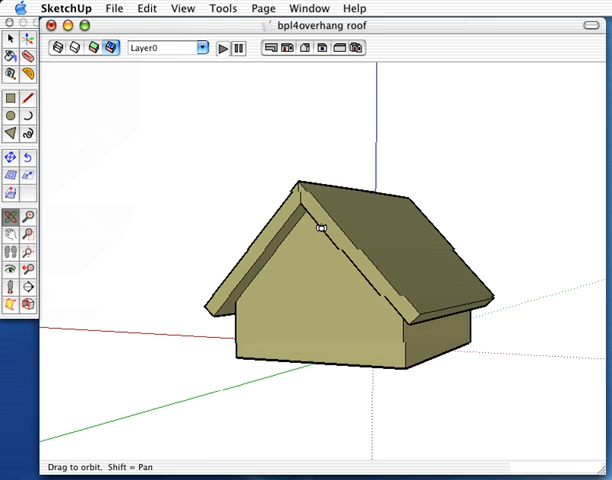 SketchUp File Edit View Tools Page Window Help
bpl4overhang roof
Layer0
Drag to orbit. Shift = Pan